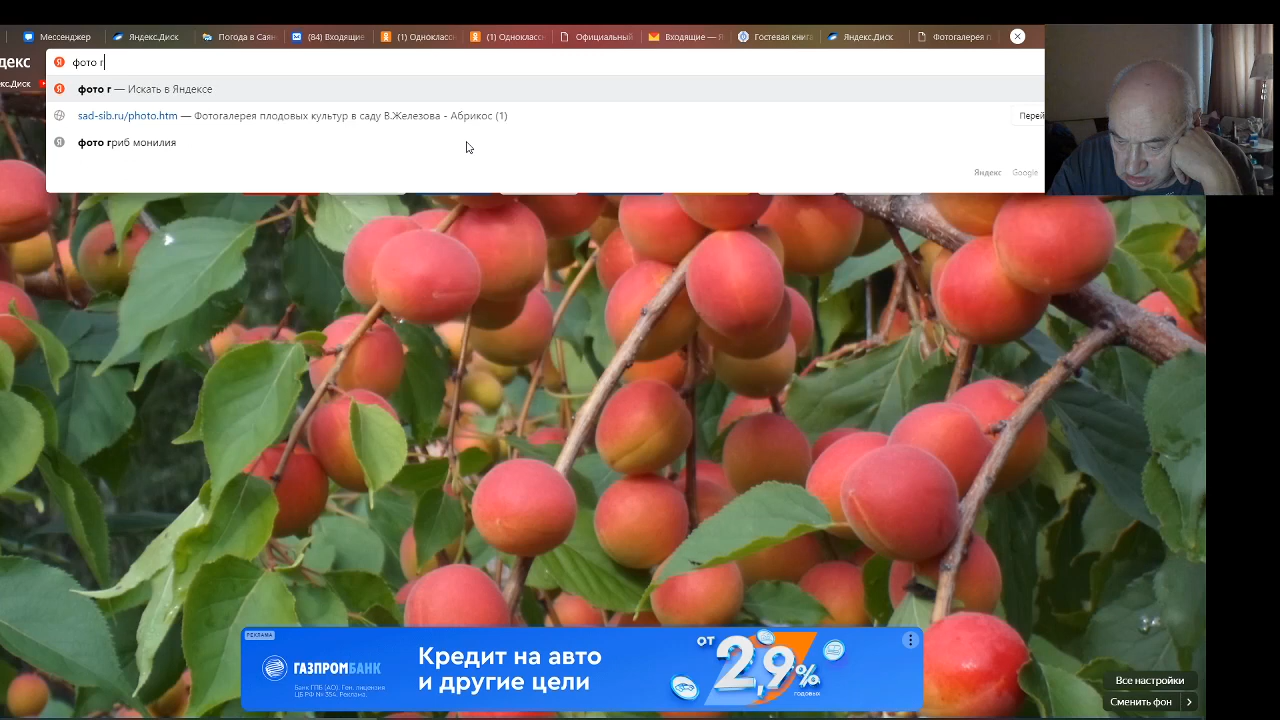 Мессенджер
Яндекс.Диск
Погода в Саян
(84) Входящие
(1) Одноклассн
(1) Одноклассн
Официальный
Входящие — Я
Гостевая книга
Яндекс.Диск
Фотогалерея п
декс
фото г
кс.Диск
фото г — Искать в Яндексе
sad-sib.ru/photo.htm — Фотогалерея плодовых культур в саду В.Железова - Абрикос (1)
Перей
фото гриб монилия
Яндекс
Google
РЕКЛАМА
ГАЗПРОМБАНК
Банк ГПБ (АО). Ген. лицензия
ЦБ РФ № 354. Реклама.
Кредит на авто
и другие цели
от 2,9%
годовых
Все настройки
Сменить фон